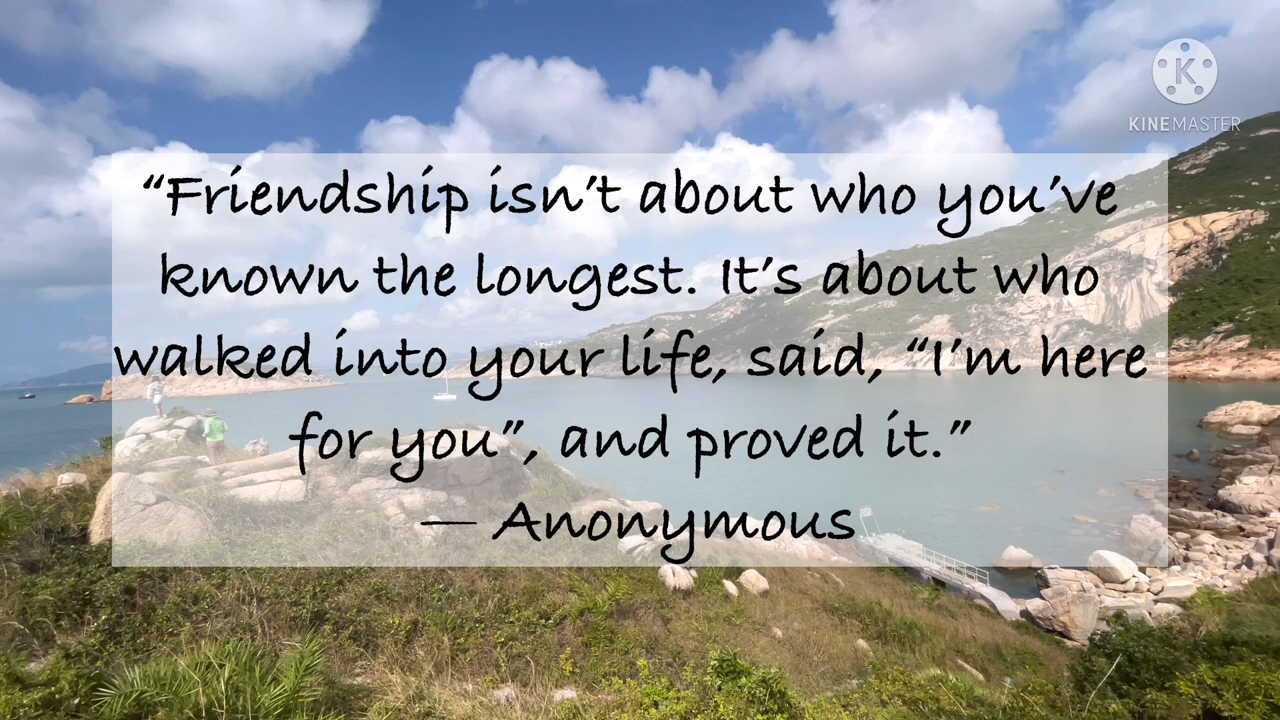 KINEMASTER
“Friendship isn’t about who you’ve
known the longest. It’s about who
walked into your life, said, “I’m here
for you”, and proved it.”
— Anonymous